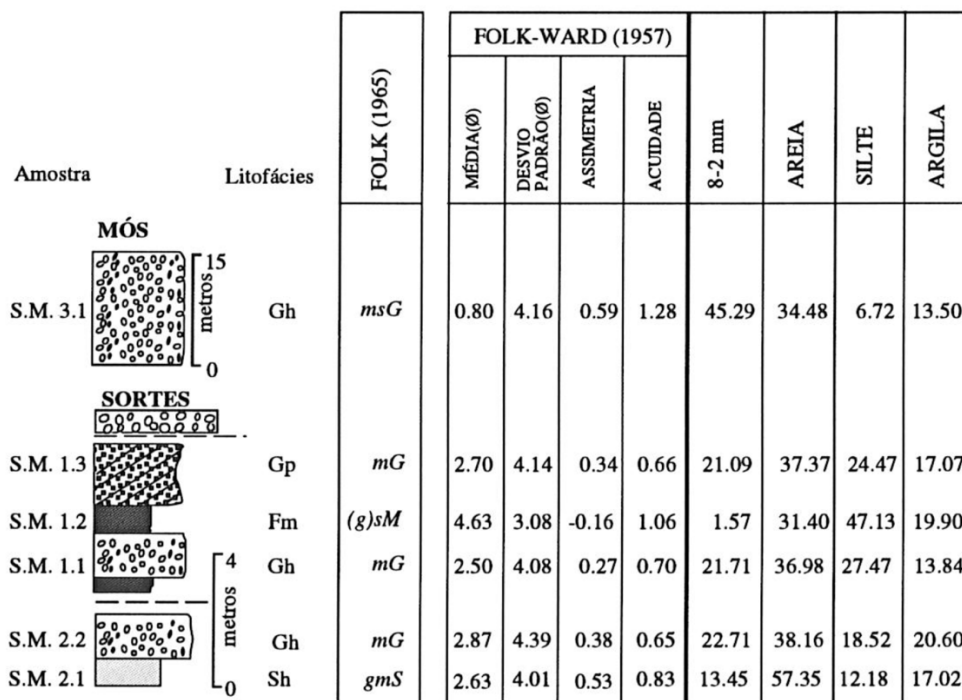 FOLK-WARD (1957)
Amostra Litofácies FOLK (1965) MÉDIA(Ø) DESVIO PADRÃO(Ø) ASSIMETRIA ACUIDADE 8-2 mm AREIA SILTE ARGILA
MÓS
15
metros
S.M. 3.1 Gh msG 0.80 4.16 0.59 1.28 45.29 34.48 6.72 13.50
0
SORTES
S.M. 1.3 Gp mG 2.70 4.14 0.34 0.66 21.09 37.37 24.47 17.07
S.M. 1.2 Fm (g)sM 4.63 3.08 -0.16 1.06 1.57 31.40 47.13 19.90
4
S.M. 1.1 Gh mG 2.50 4.08 0.27 0.70 21.71 36.98 27.47 13.84
metros
S.M. 2.2 Gh mG 2.87 4.39 0.38 0.65 22.71 38.16 18.52 20.60
S.M. 2.1 Sh gmS 2.63 4.01 0.53 0.83 13.45 57.35 12.18 17.02
0